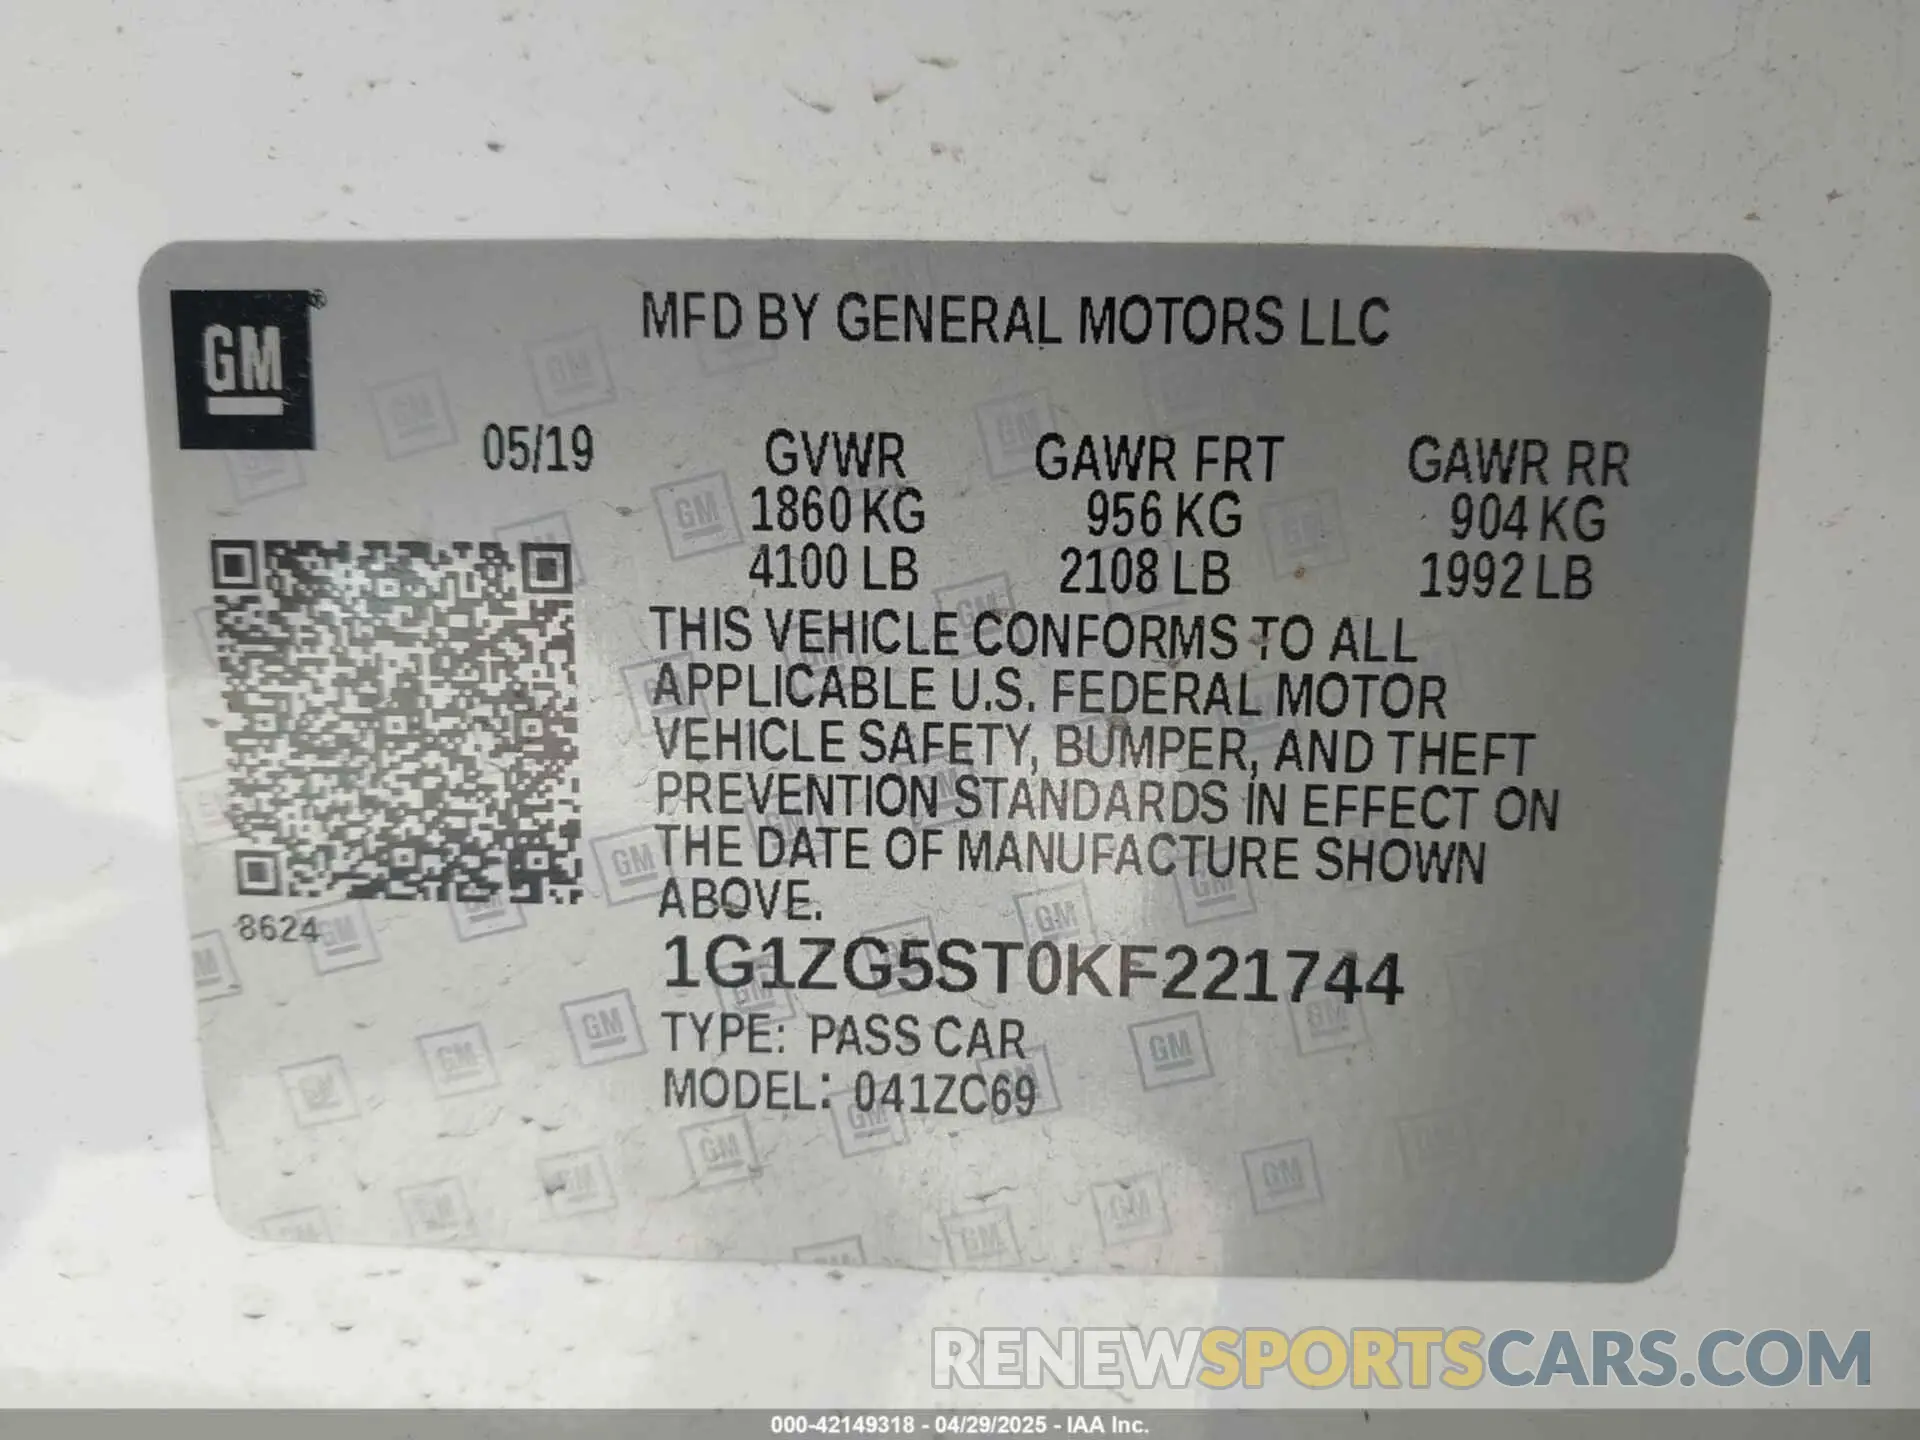 GM®
MFD BY GENERAL MOTORS LLC
05/19
GVWR GAWR FRT GAWR RR
1860 KG 956 KG 904 KG
4100 LB 2108 LB 1992 LB
THIS VEHICLE CONFORMS TO ALL
APPLICABLE U.S. FEDERAL MOTOR
VEHICLE SAFETY, BUMPER, AND THEFT
PREVENTION STANDARDS IN EFFECT ON
THE DATE OF MANUFACTURE SHOWN
ABOVE.
8624
1G1ZG5ST0KF221744
TYPE: PASS CAR
MODEL: 041ZC69
RENEWSPORTSCARS.COM
000-42149318 - 04/29/2025 - IAA Inc.